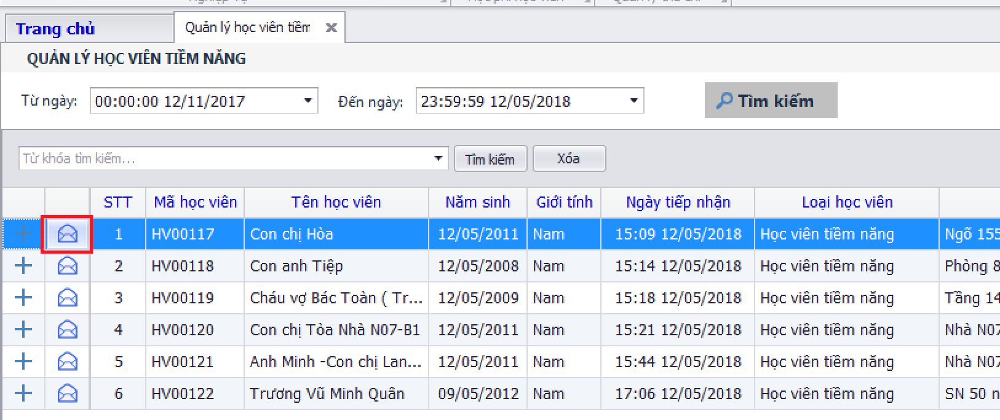 Trang chủ Quản lý học viên tiềm
QUẢN LÝ HỌC VIÊN TIỀM NĂNG
Từ ngày: 00:00:00 12/11/2017 Đến ngày: 23:59:59 12/05/2018 Tìm kiếm
Từ khóa tìm kiếm... Tìm kiếm Xóa
STT Mã học viên Tên học viên Năm sinh Giới tính Ngày tiếp nhận Loại học viên
1 HV00117 Con chị Hòa 12/05/2011 Nam 15:09 12/05/2018 Học viên tiềm năng Ngõ 155
2 HV00118 Con anh Tiệp 12/05/2008 Nam 15:14 12/05/2018 Học viên tiềm năng Phòng 8
3 HV00119 Cháu vợ Bác Toàn ( Tr... 12/05/2009 Nam 15:18 12/05/2018 Học viên tiềm năng Tầng 14
4 HV00120 Con chị Tòa Nhà N07-B1 12/05/2011 Nam 15:21 12/05/2018 Học viên tiềm năng Nhà N07
5 HV00121 Anh Minh -Con chị Lan... 12/05/2011 Nam 15:44 12/05/2018 Học viên tiềm năng Nhà N07
6 HV00122 Trương Vũ Minh Quân 09/05/2012 Nam 17:06 12/05/2018 Học viên tiềm năng SN 50 n